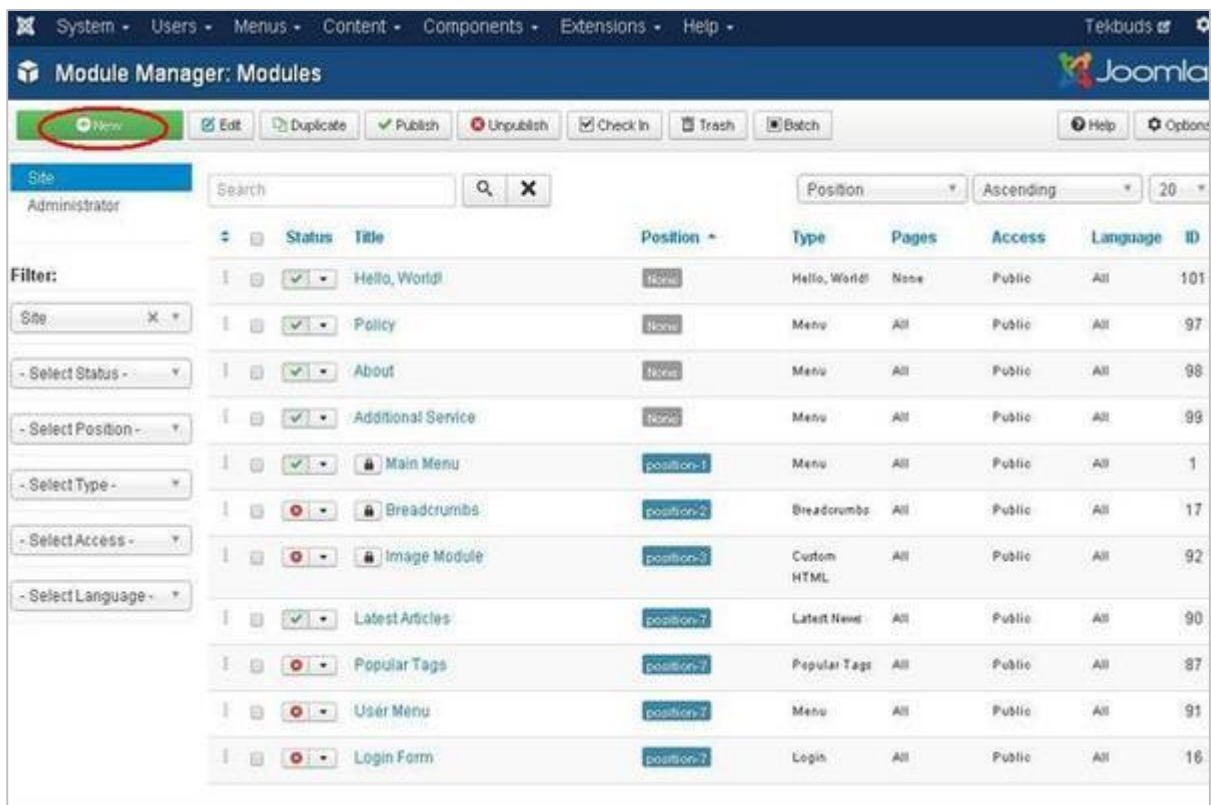 System Users Menus Content Components Extensions Help Tekbuds
Module Manager: Modules Joomla
New Edit Duplicate Publish Unpublish Check In Trash Batch Help Options
Site
Administrator
Search Position Ascending 20
Status Title Position Type Pages Access Language ID
Filter:
Site
- Select Status -
- Select Position -
- Select Type -
- Select Access -
- Select Language -
Hello, World! None Hello, World! None Public All 101
Policy None Menu All Public All 97
About None Menu All Public All 98
Additional Service None Menu All Public All 99
Main Menu position-1 Menu All Public All 1
Breadcrumbs position-2 Breadcrumbs All Public All 17
Image Module position-3 Custom HTML All Public All 92
Latest Articles position-7 Latest News All Public All 90
Popular Tags position-7 Popular Tags All Public All 87
User Menu position-7 Menu All Public All 91
Login Form position-7 Login All Public All 16